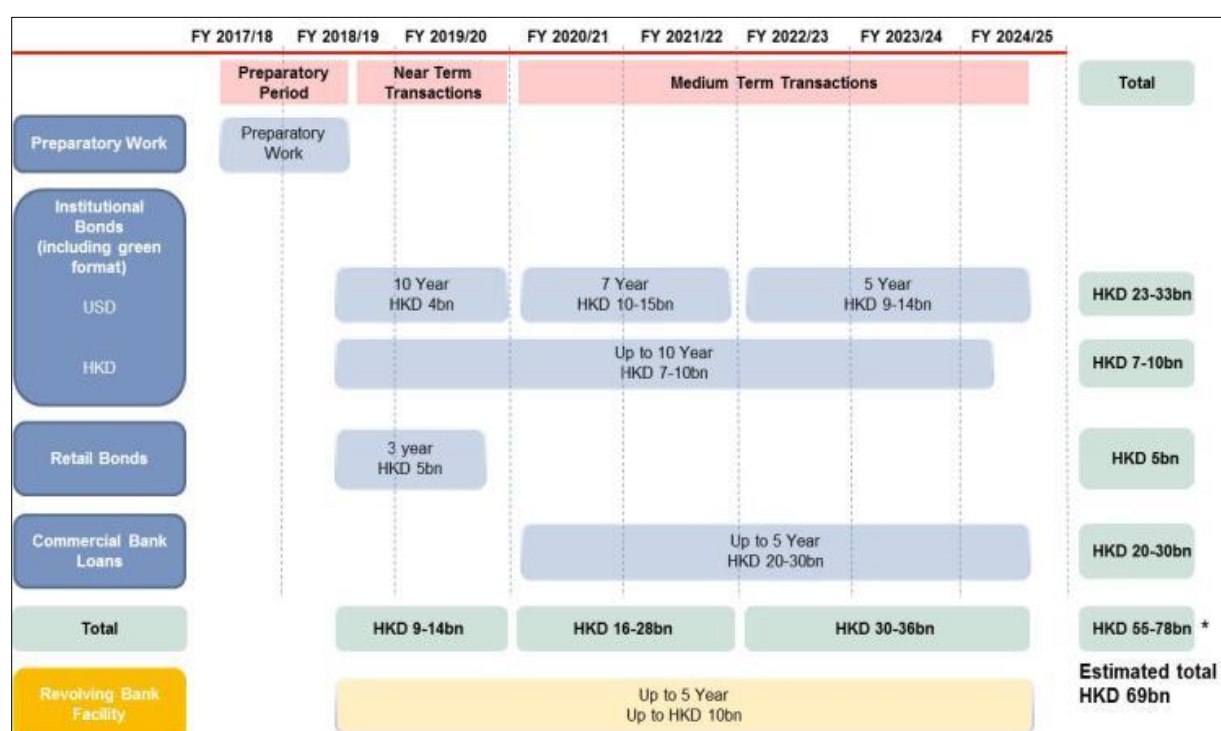 FY 2017/18 FY 2018/19 FY 2019/20 FY 2020/21 FY 2021/22 FY 2022/23 FY 2023/24 FY 2024/25
Preparatory
Period
Near Term
Transactions
Medium Term Transactions
Total
Preparatory Work
Preparatory
Work
Institutional
Bonds
(including green
format)
USD
10 Year
HKD 4bn
7 Year
HKD 10-15bn
5 Year
HKD 9-14bn
HKD 23-33bn
HKD
Up to 10 Year
HKD 7-10bn
HKD 7-10bn
Retail Bonds
3 year
HKD 5bn
HKD 5bn
Commercial Bank
Loans
Up to 5 Year
HKD 20-30bn
HKD 20-30bn
Total
HKD 9-14bn
HKD 16-28bn
HKD 30-36bn
HKD 55-78bn *
Estimated total
HKD 69bn
Revolving Bank
Facility
Up to 5 Year
Up to HKD 10bn